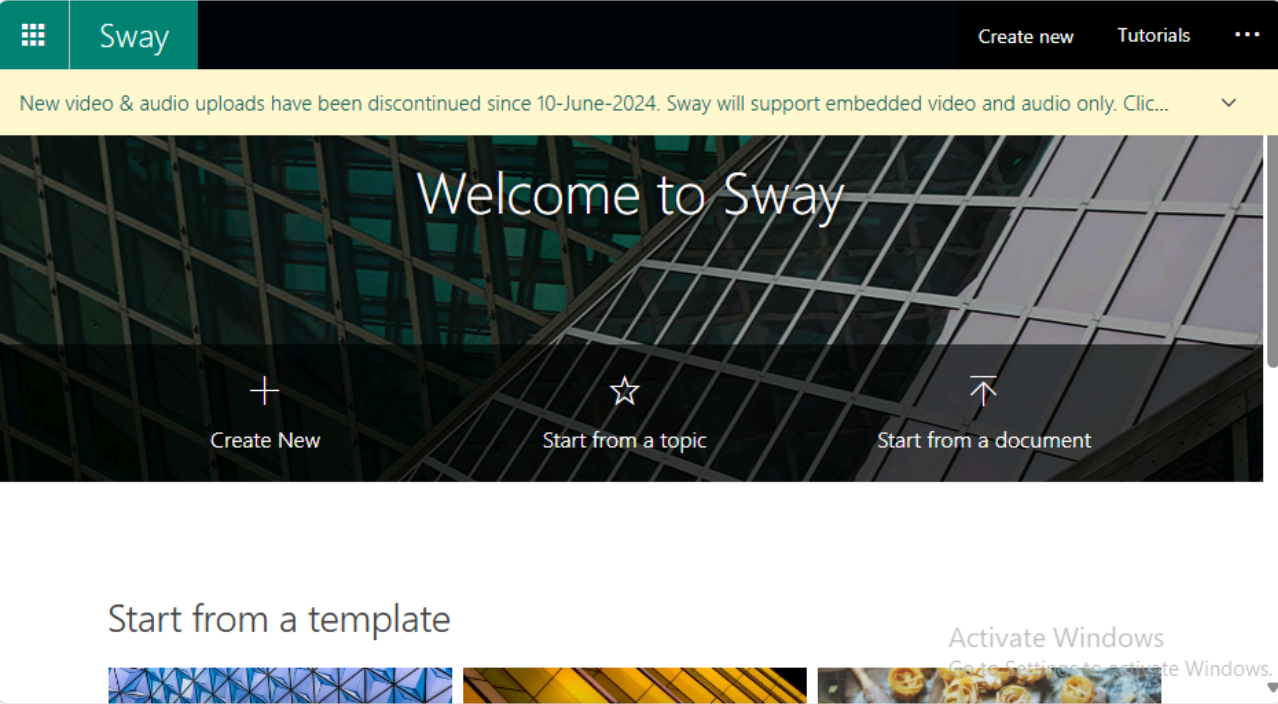 Sway
Create new
Tutorials
New video & audio uploads have been discontinued since 10-June-2024. Sway will support embedded video and audio only. Clic...
Welcome to Sway
Create New
Start from a topic
Start from a document
Start from a template
Activate Windows
Go to Settings to activate Windows.